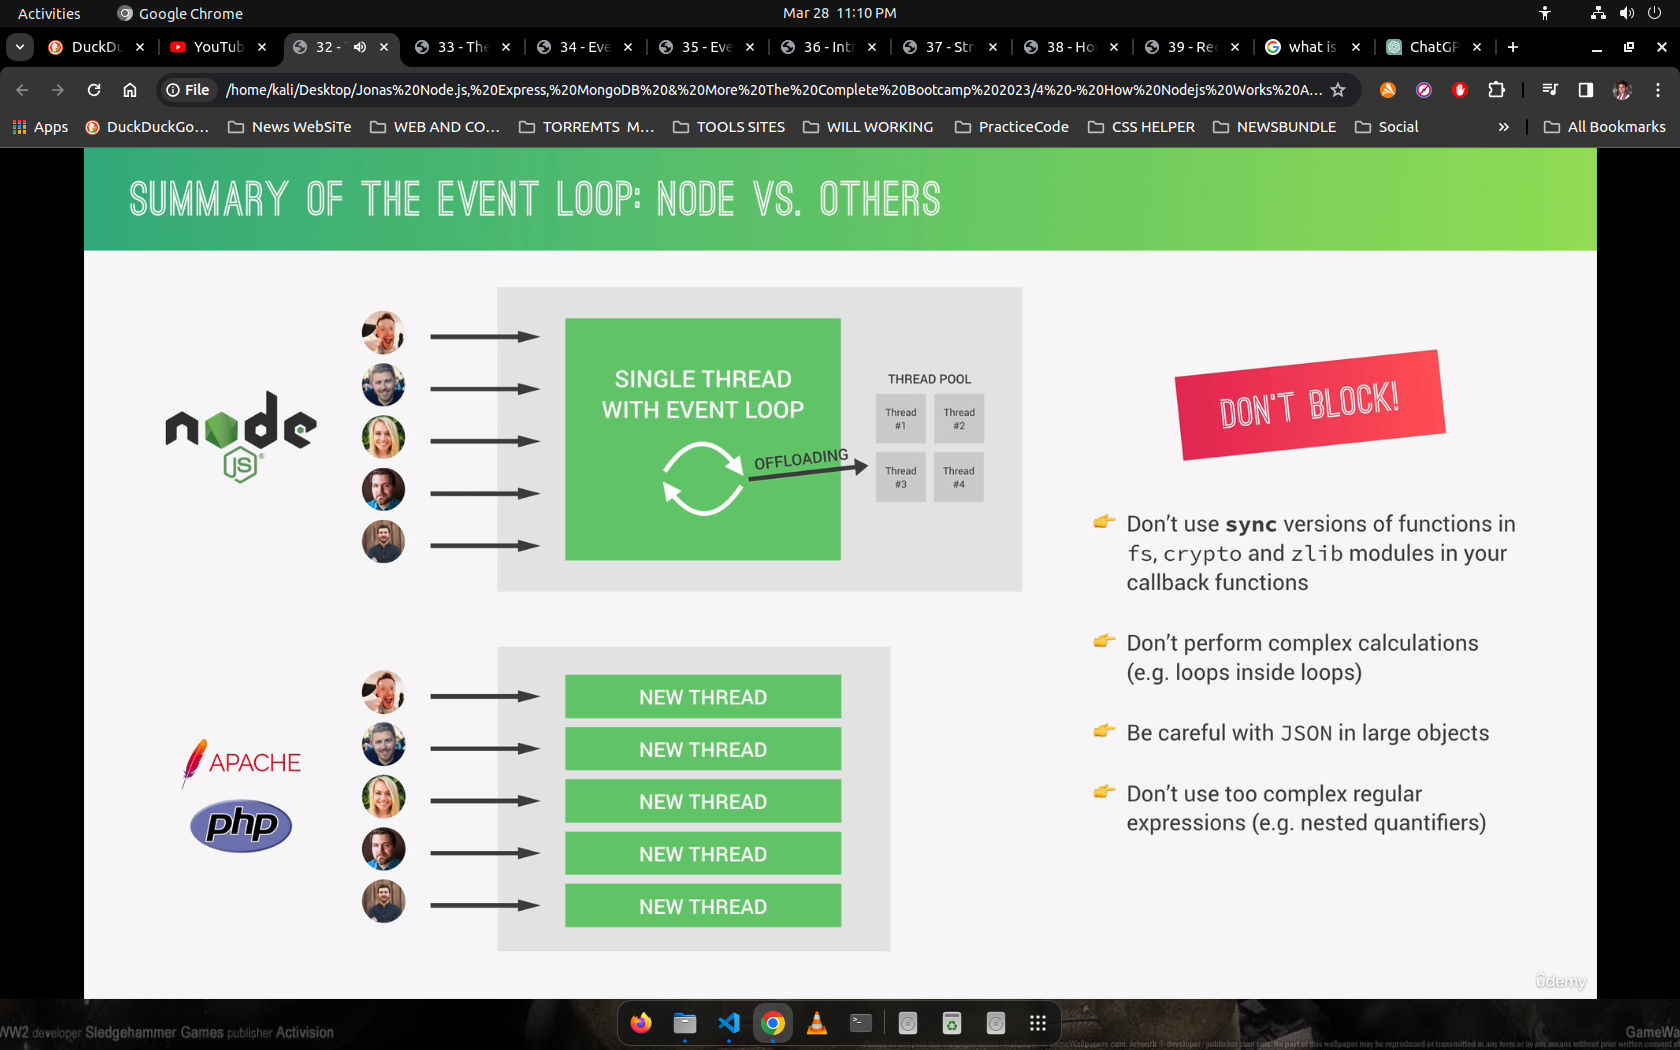 Activities
Google Chrome
Mar 28 11:10 PM
DuckDu
YouTub
32 -
33 - The
34 - Eve
35 - Eve
36 - Intr
37 - Str
38 - Ho
39 - Re
what is
ChatGP
File
/home/kali/Desktop/Jonas%20Node.js,%20Express,%20MongoDB%20&%20More%20The%20Complete%20Bootcamp%202023/4%20-%20How%20Nodejs%20Works%20A...
Apps
DuckDuckGo...
News WebSiTe
WEB AND CO...
TORREMTS M...
TOOLS SITES
WILL WORKING
PracticeCode
CSS HELPER
NEWSBUNDLE
Social
»
All Bookmarks
SUMMARY OF THE EVENT LOOP: NODE VS. OTHERS
node
JS
SINGLE THREAD
WITH EVENT LOOP
OFFLOADING
THREAD POOL
Thread #1
Thread #2
Thread #3
Thread #4
APACHE
php
NEW THREAD
NEW THREAD
NEW THREAD
NEW THREAD
NEW THREAD
DON'T BLOCK!
Don't use sync versions of functions in
fs, crypto and zlib modules in your
callback functions
Don't perform complex calculations
(e.g. loops inside loops)
Be careful with JSON in large objects
Don't use too complex regular
expressions (e.g. nested quantifiers)
ûdemy
WW2 developer Sledgehammer Games publisher Activision
GameWa